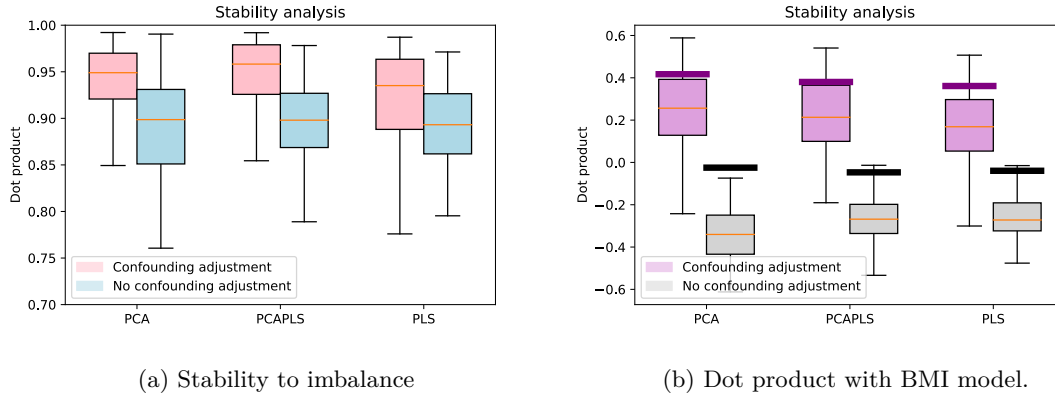 Stability analysis
1.00
0.95
0.90
0.85
0.80
0.75
0.70
Dot product
Confounding adjustment
No confounding adjustment
PCA
PCAPLS
PLS
(a) Stability to imbalance
Stability analysis
0.6
0.4
0.2
0.0
−0.2
−0.4
−0.6
Dot product
Confounding adjustment
No confounding adjustment
PCA
PCAPLS
PLS
(b) Dot product with BMI model.